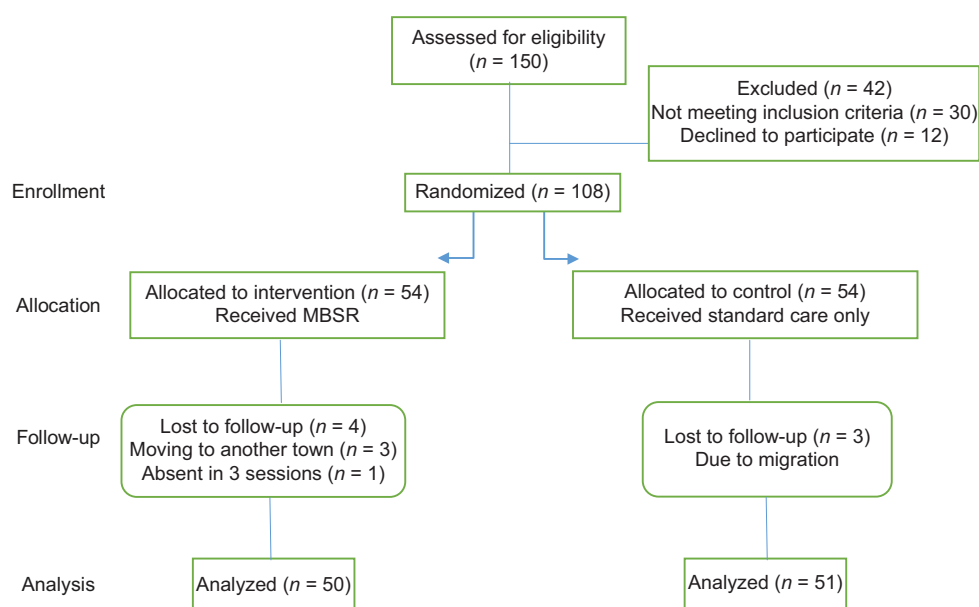 Assessed for eligibility
(n = 150)
Excluded (n = 42)
Not meeting inclusion criteria (n = 30)
Declined to participate (n = 12)
Enrollment
Randomized (n = 108)
Allocation
Allocated to intervention (n = 54)
Received MBSR
Allocated to control (n = 54)
Received standard care only
Follow-up
Lost to follow-up (n = 4)
Moving to another town (n = 3)
Absent in 3 sessions (n = 1)
Lost to follow-up (n = 3)
Due to migration
Analysis
Analyzed (n = 50)
Analyzed (n = 51)